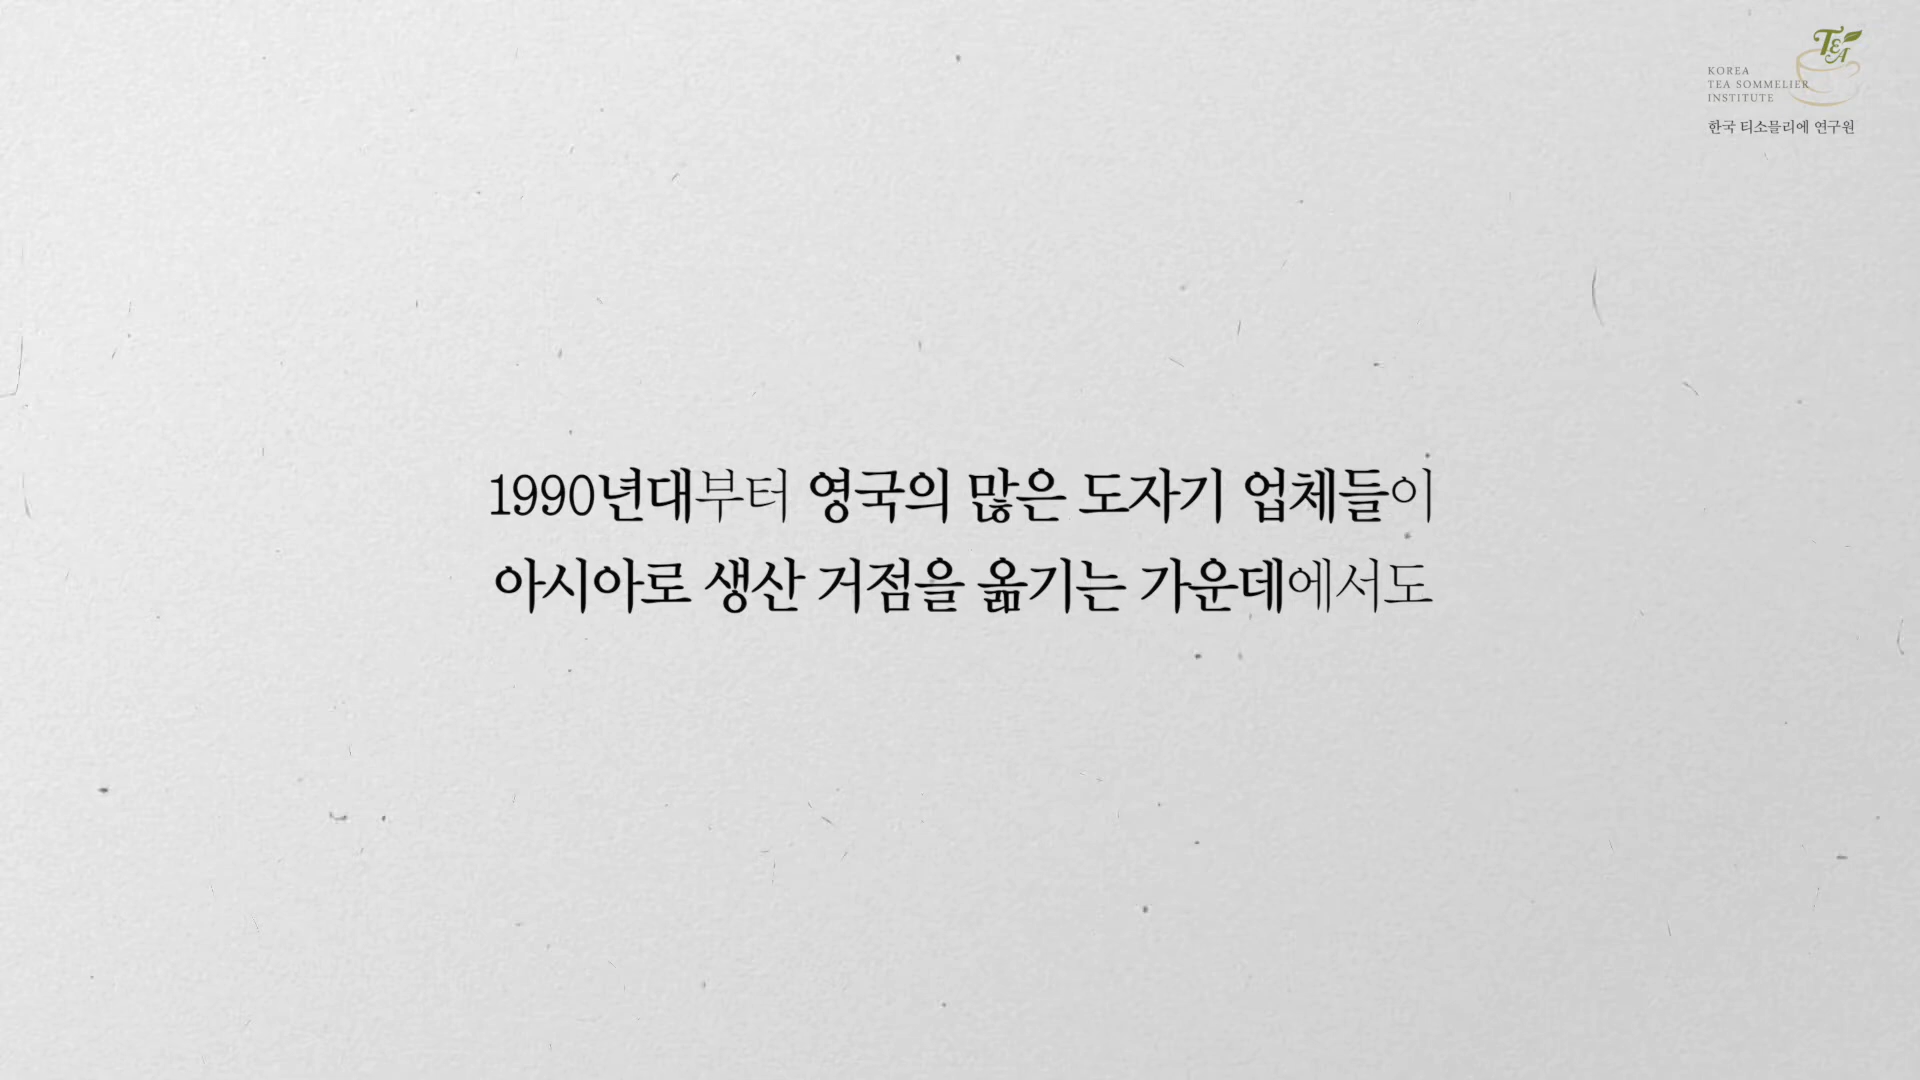 TEA
KOREA
TEA SOMMELIER
INSTITUTE
한국 티소믈리에 연구원
1990년대부터 영국의 많은 도자기 업체들이
아시아로 생산 거점을 옮기는 가운데에서도